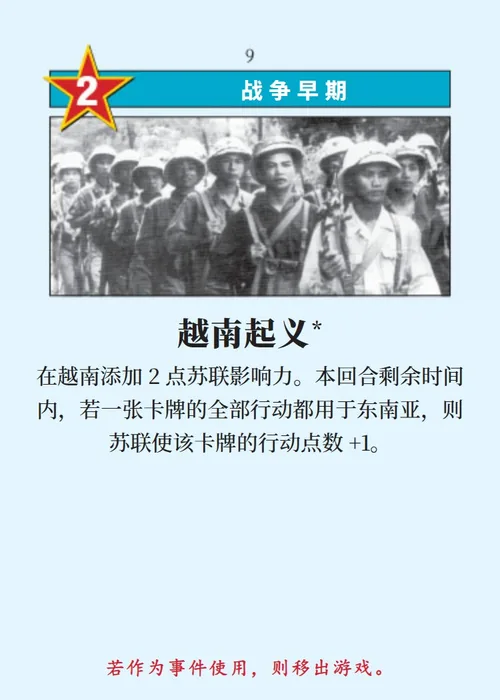 9
2
战争早期
越南起义*
在越南添加 2 点苏联影响力。本回合剩余时间
内，若一张卡牌的全部行动都用于东南亚，则
苏联使该卡牌的行动点数 +1。
若作为事件使用，则移出游戏。